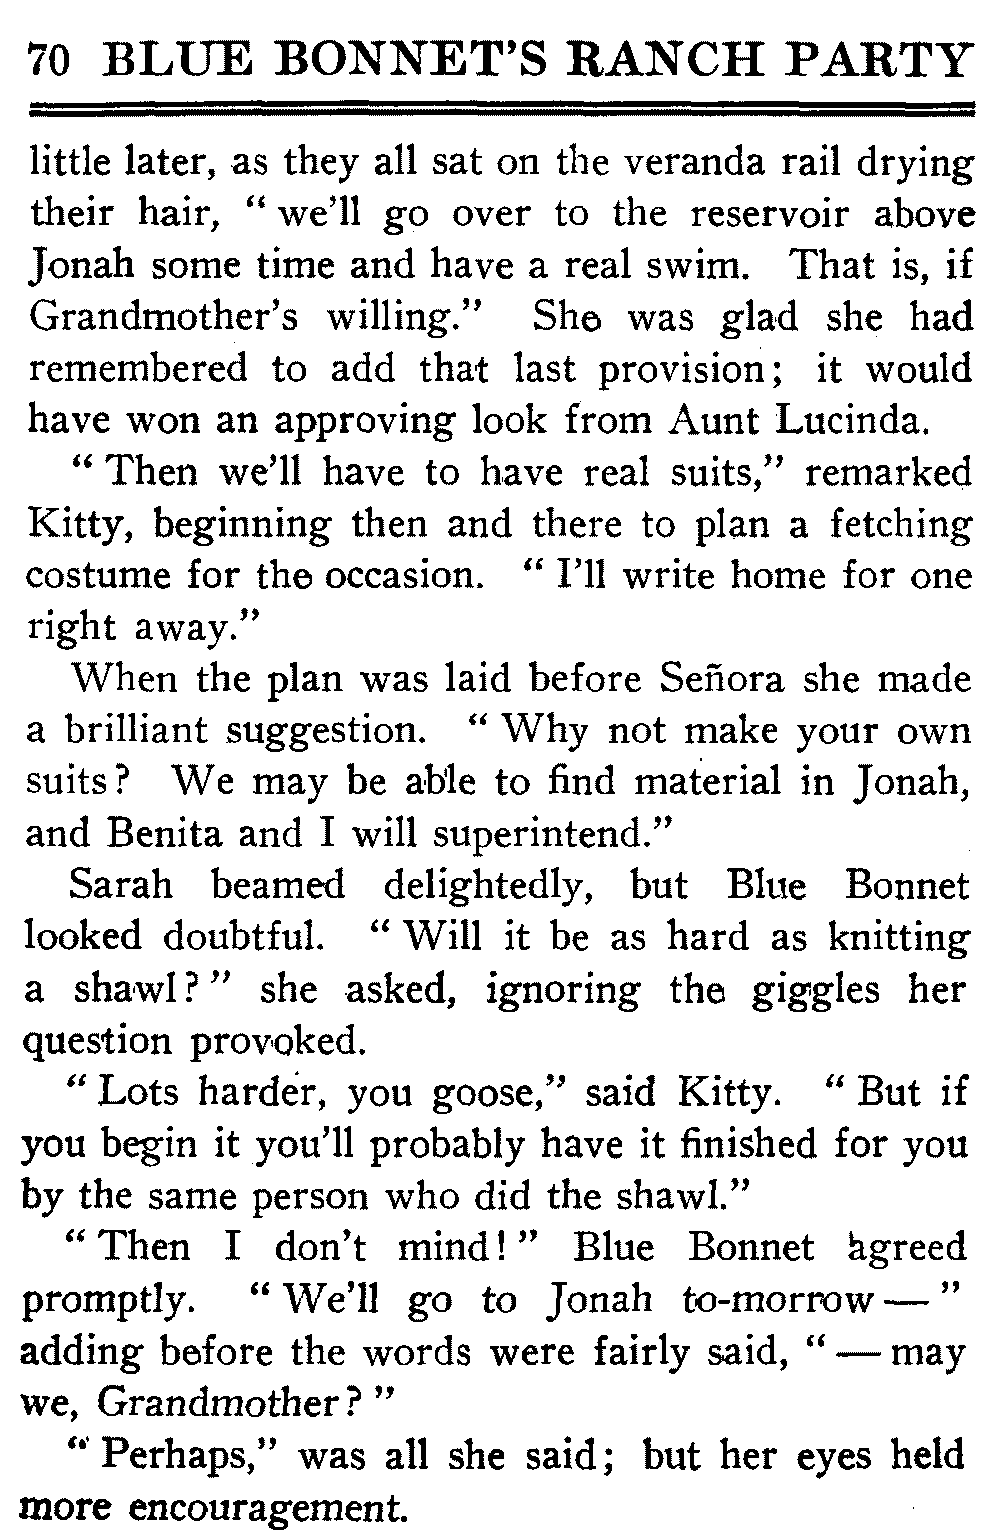 70 BLUE BONNET'S RANCH PARTY
little later, as they all sat on the veranda rail drying
their hair, " we'll go over to the reservoir above
Jonah some time and have a real swim. That is, if
Grandmother's willing." She was glad she had
remembered to add that last provision; it would
have won an approving look from Aunt Lucinda.
" Then we'll have to have real suits," remarked
Kitty, beginning then and there to plan a fetching
costume for the occasion. " I'll write home for one
right away."
When the plan was laid before Señora she made
a brilliant suggestion. " Why not make your own
suits? We may be able to find material in Jonah,
and Benita and I will superintend."
Sarah beamed delightedly, but Blue Bonnet
looked doubtful. " Will it be as hard as knitting
a shawl? " she asked, ignoring the giggles her
question provoked.
" Lots harder, you goose," said Kitty. " But if
you begin it you'll probably have it finished for you
by the same person who did the shawl."
" Then I don't mind! " Blue Bonnet agreed
promptly. " We'll go to Jonah to-morrow — "
adding before the words were fairly said, " — may
we, Grandmother? "
" Perhaps," was all she said; but her eyes held
more encouragement.